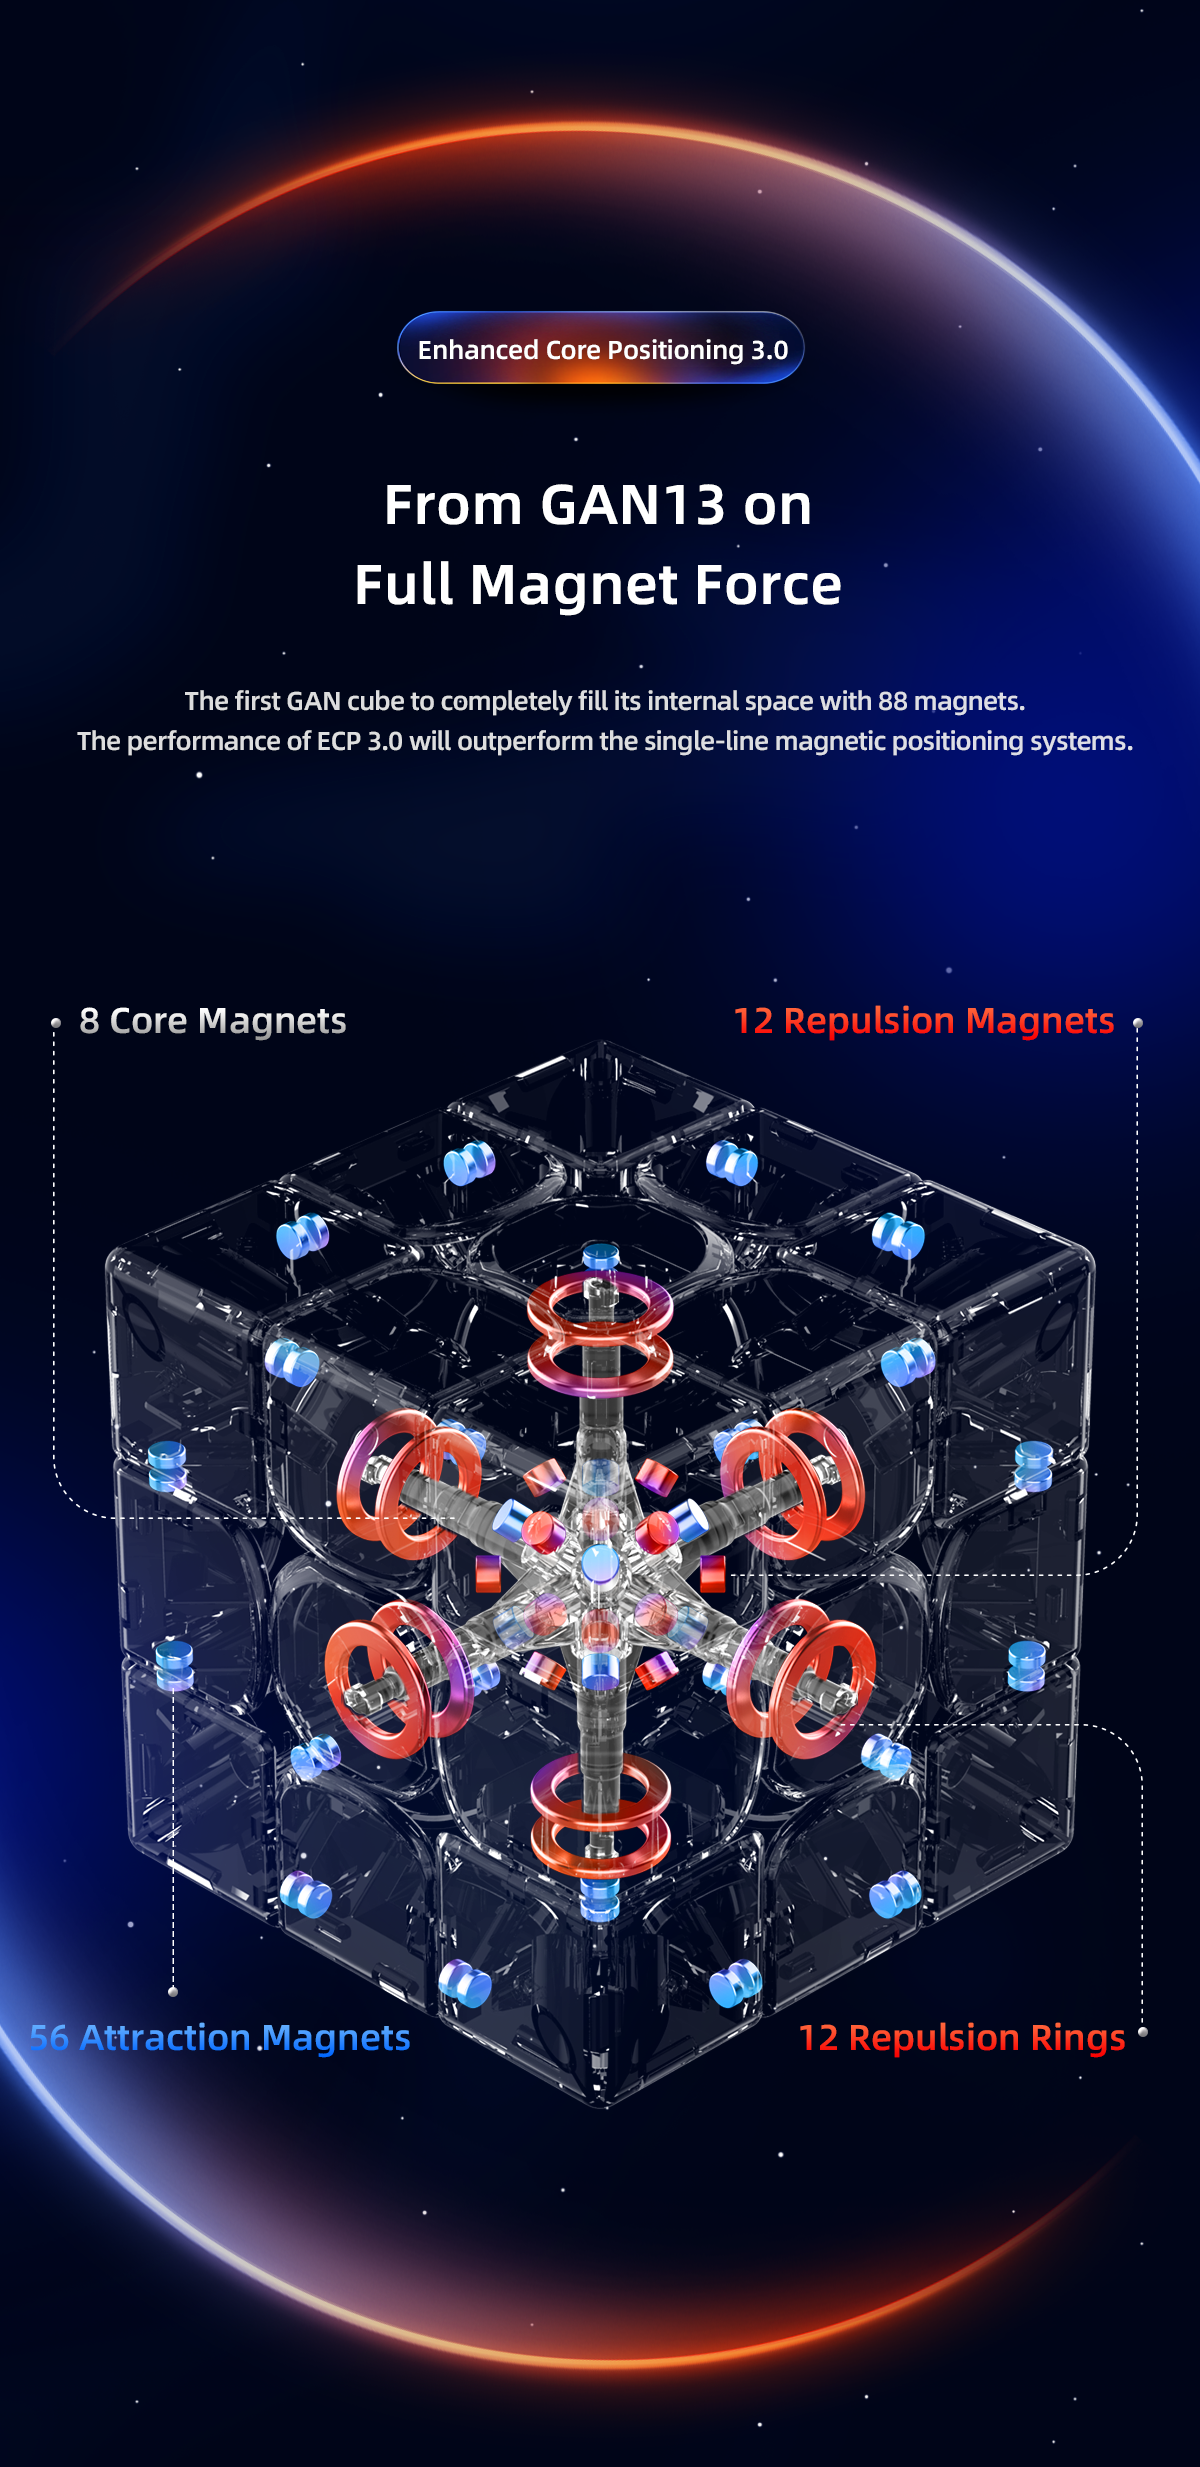 Enhanced Core Positioning 3.0
From GAN13 on
Full Magnet Force
The first GAN cube to completely fill its internal space with 88 magnets.
The performance of ECP 3.0 will outperform the single-line magnetic positioning systems.
8 Core Magnets
12 Repulsion Magnets
56 Attraction Magnets
12 Repulsion Rings